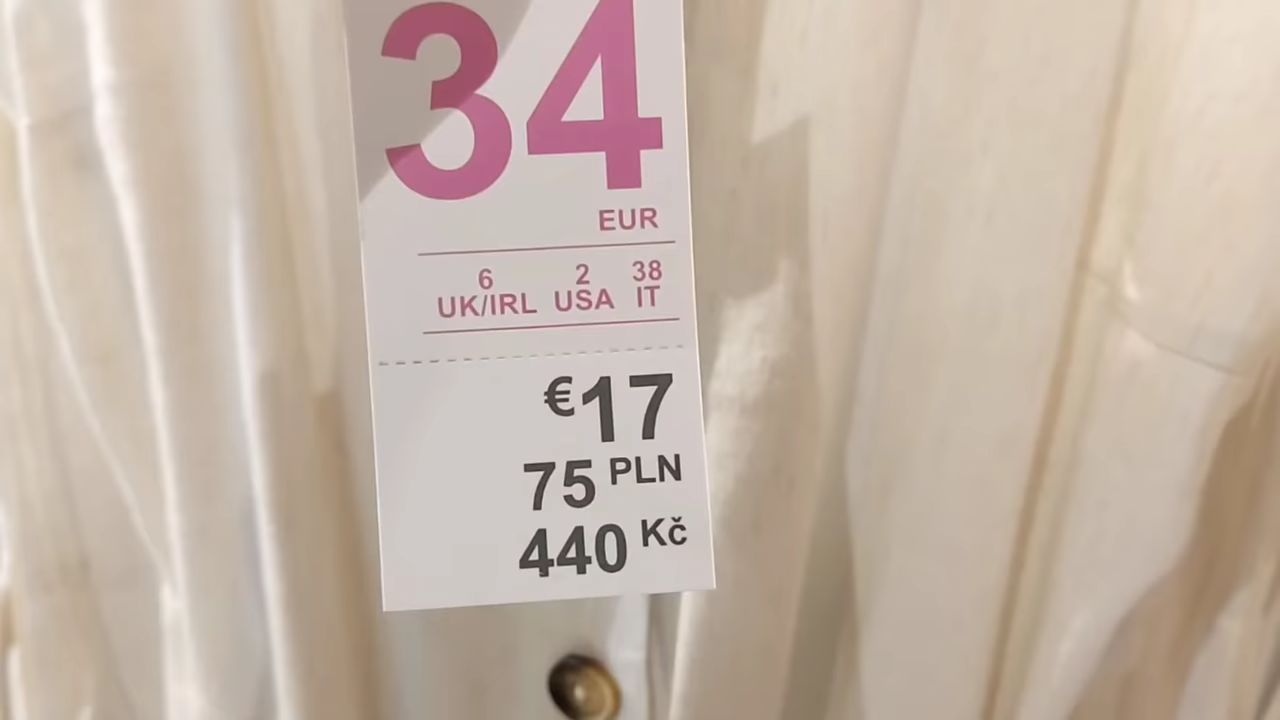 34
EUR
6 2 38
UK/IRL USA IT
€17
75 PLN
440 Kč